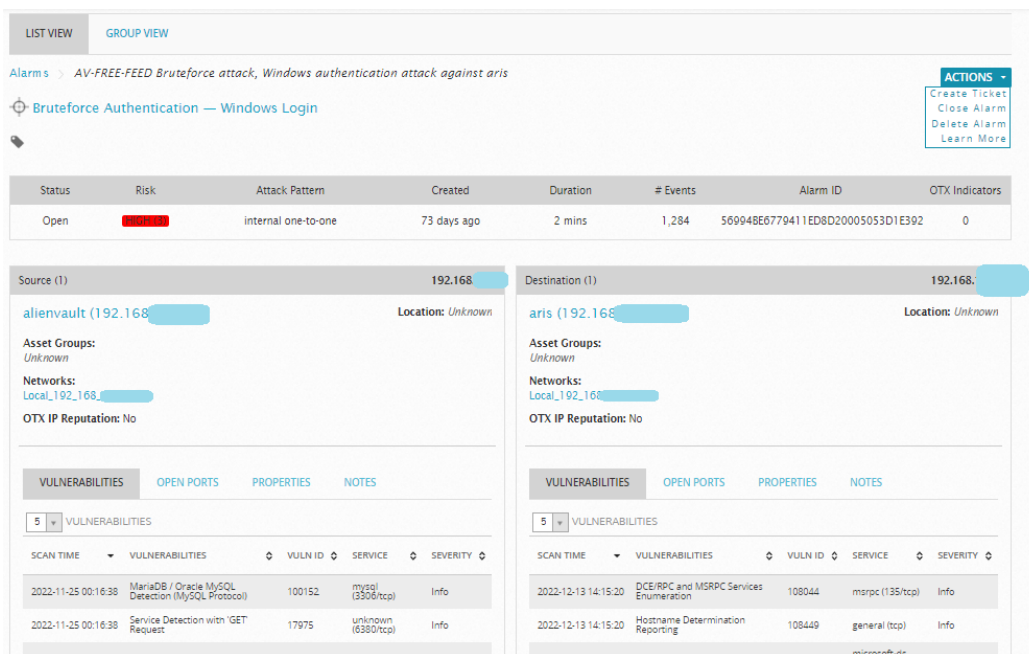 LIST VIEW GROUP VIEW
Alarms > AV-FREE-FEED Bruteforce attack, Windows authentication attack against aris
ACTIONS
Create Ticket
Close Alarm
Delete Alarm
Learn More
Bruteforce Authentication — Windows Login
Status Risk Attack Pattern Created Duration # Events Alarm ID OTX Indicators
Open HIGH (3) internal one-to-one 73 days ago 2 mins 1,284 56994BE6779411ED8D20005053D1E392 0
Source (1) 192.168.
alienvault (192.168
Location: Unknown
Asset Groups:
Unknown
Networks:
Local_192_168_
OTX IP Reputation: No
VULNERABILITIES OPEN PORTS PROPERTIES NOTES
5 VULNERABILITIES
SCAN TIME VULNERABILITIES VULN ID SERVICE SEVERITY
2022-11-25 00:16:38 MariaDB / Oracle MySQL Detection (MySQL Protocol) 100152 mysql (3306/tcp) Info
2022-11-25 00:16:38 Service Detection with 'GET' Request 17975 unknown (6380/tcp) Info
Destination (1) 192.168.
aris (192.168
Location: Unknown
Asset Groups:
Unknown
Networks:
Local_192_168
OTX IP Reputation: No
VULNERABILITIES OPEN PORTS PROPERTIES NOTES
5 VULNERABILITIES
SCAN TIME VULNERABILITIES VULN ID SERVICE SEVERITY
2022-12-13 14:15:20 DCE/RPC and MSRPC Services Enumeration 108044 msrpc (135/tcp) Info
2022-12-13 14:15:20 Hostname Determination Reporting 108449 general (tcp) Info
microsoft-ds